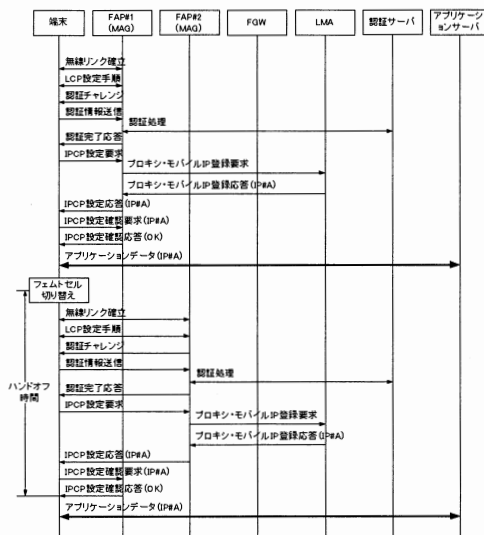 端末
FAP#1
(MAG)
FAP#2
(MAG)
FGW
LMA
認証サーバ
アプリケーシ
ョンサーバ
無線リンク確立
LCP設定手順
認証チャレンジ
認証情報送信
認証処理
認証完了応答
IPCP設定要求
プロキシ・モバイルIP登録要求
プロキシ・モバイルIP登録応答(IP#A)
IPCP設定応答(IP#A)
IPCP設定確認要求(IP#A)
IPCP設定確認応答(OK)
アプリケーションデータ(IP#A)
フェムトセル
切り替え
無線リンク確立
LCP設定手順
認証チャレンジ
認証情報送信
認証処理
ハンドオフ
時間
認証完了応答
IPCP設定要求
プロキシ・モバイルIP登録要求
プロキシ・モバイルIP登録応答(IP#A)
IPCP設定応答(IP#A)
IPCP設定確認要求(IP#A)
IPCP設定確認応答(OK)
アプリケーションデータ(IP#A)